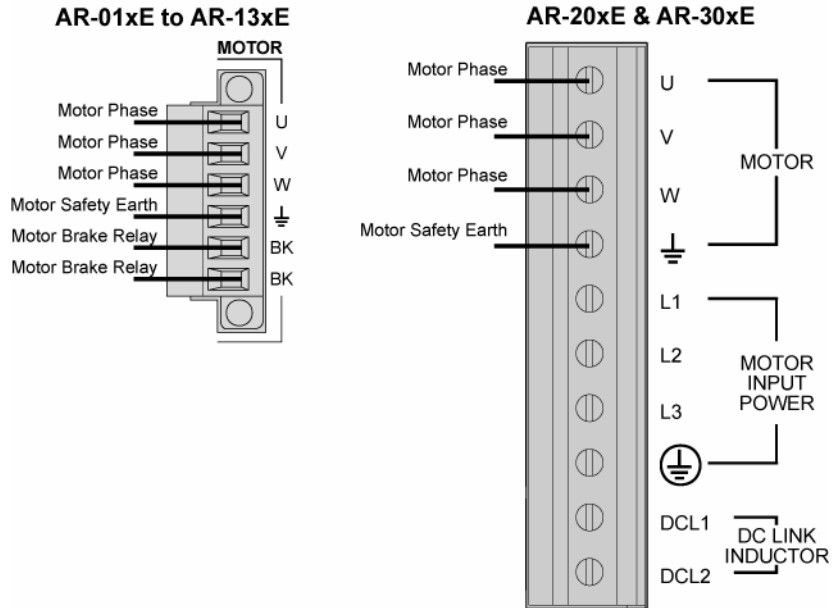 AR-01xE to AR-13xE
MOTOR
Motor Phase
U
Motor Phase
V
Motor Phase
W
Motor Safety Earth
Motor Brake Relay
BK
Motor Brake Relay
BK
AR-20xE & AR-30xE
Motor Phase
U
Motor Phase
V
MOTOR
Motor Phase
W
Motor Safety Earth
L1
L2
MOTOR
INPUT
POWER
L3
DCL1
DC LINK
INDUCTOR
DCL2